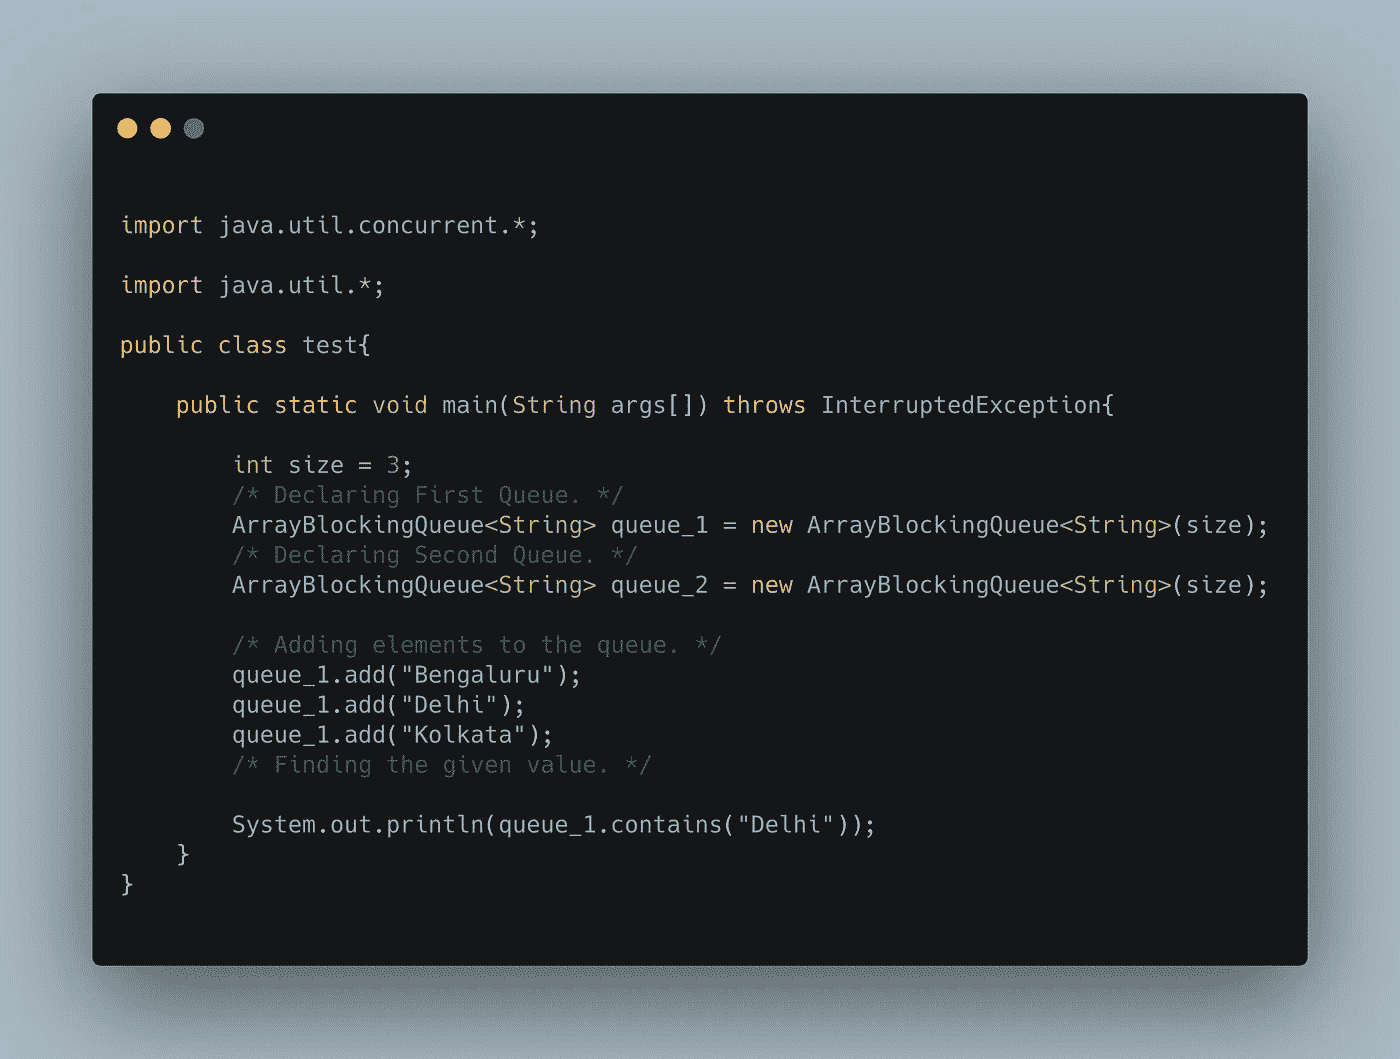 import java.util.concurrent.*;
import java.util.*;
public class test{
    public static void main(String args[]) throws InterruptedException{
        int size = 3;
        /* Declaring First Queue. */
        ArrayBlockingQueue<String> queue_1 = new ArrayBlockingQueue<String>(size);
        /* Declaring Second Queue. */
        ArrayBlockingQueue<String> queue_2 = new ArrayBlockingQueue<String>(size);
        /* Adding elements to the queue. */
        queue_1.add("Bengaluru");
        queue_1.add("Delhi");
        queue_1.add("Kolkata");
        /* Finding the given value. */
        System.out.println(queue_1.contains("Delhi"));
    }
}